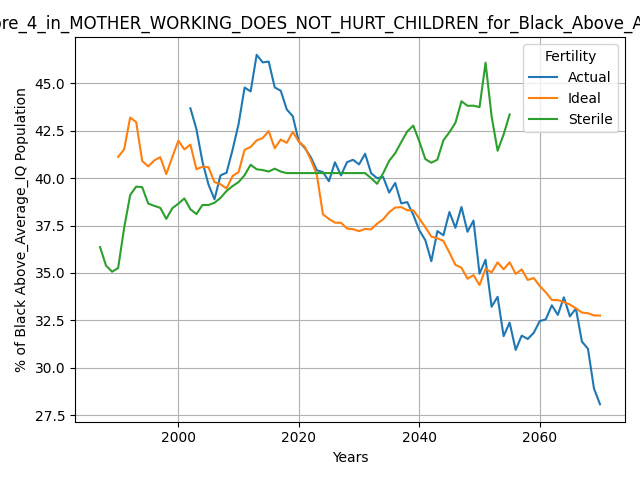 ore_4_in_MOTHER_WORKING_DOES_NOT_HURT_CHILDREN_for_Black_Above_A
Fertility
Actual
Ideal
Sterile
% of Black Above_Average_IQ Population
45.0
42.5
40.0
37.5
35.0
32.5
30.0
27.5
2000
2020
2040
2060
Years